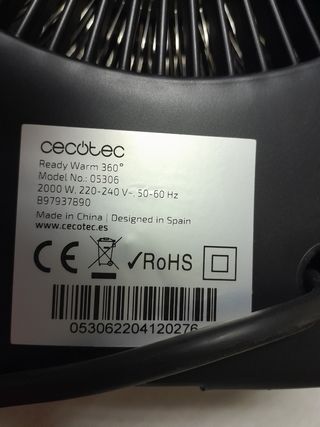 cecotec
Ready Warm 360°
Model No.: 05306
2000 W, 220-240 V~, 50-60 Hz
B97937890
Made in China | Designed in Spain
www.cecotec.es
CE ✓RoHS
053062204120276